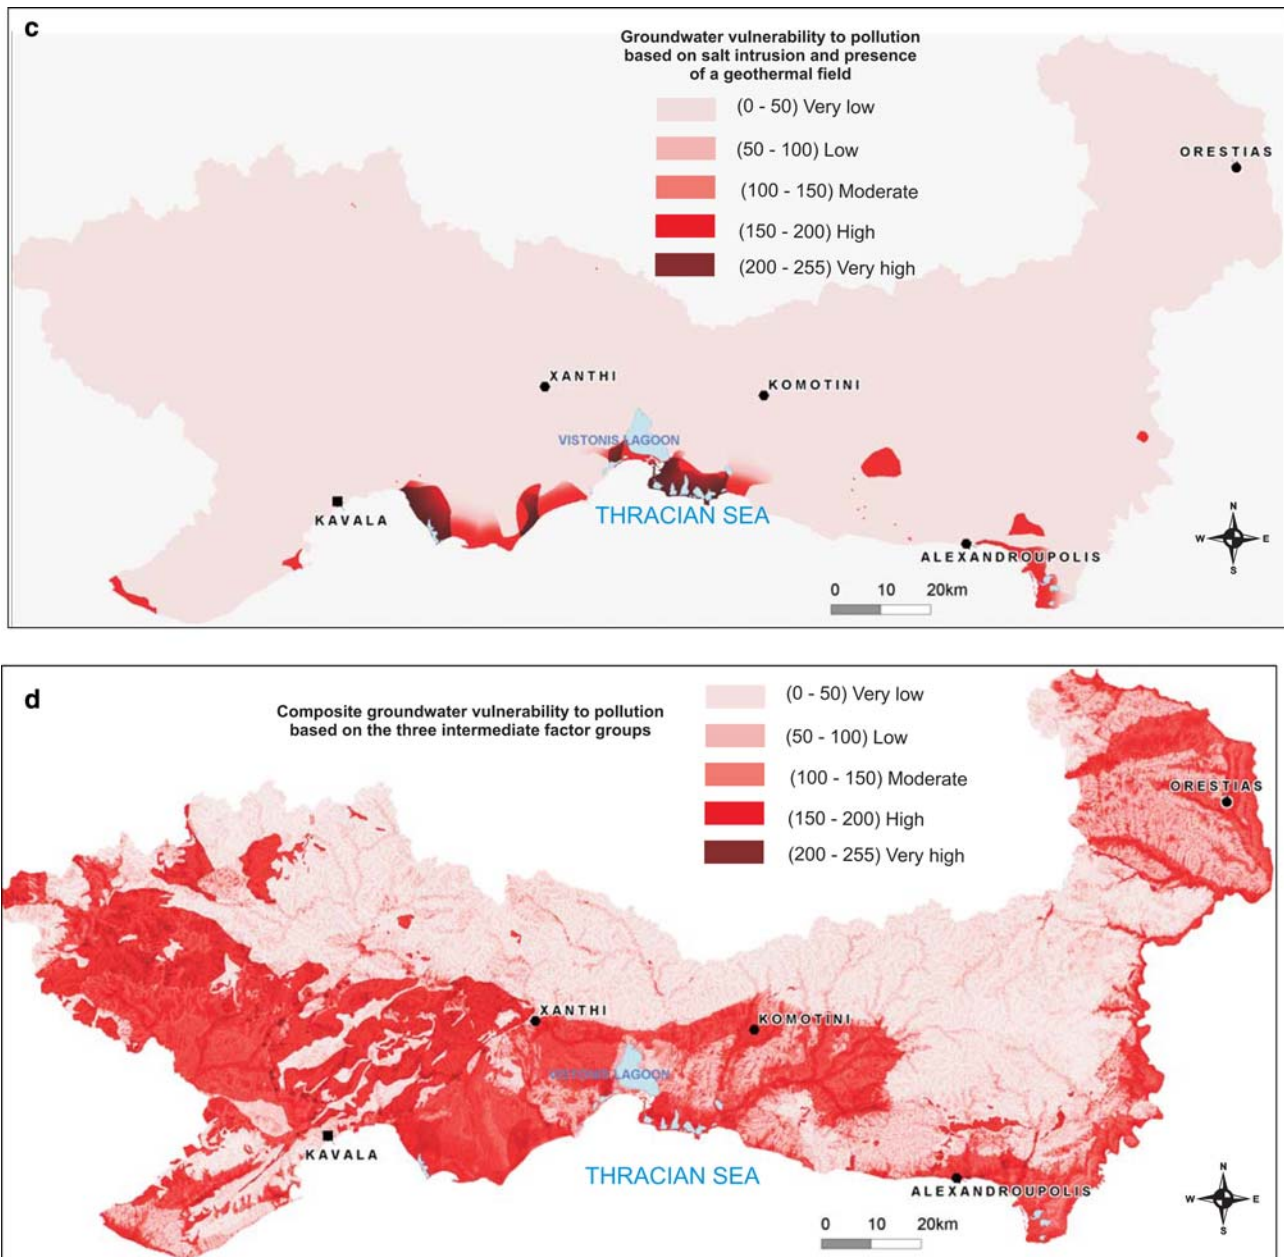 c
Groundwater vulnerability to pollution
based on salt intrusion and presence
of a geothermal field
(0 - 50) Very low
(50 - 100) Low
(100 - 150) Moderate
(150 - 200) High
(200 - 255) Very high
ORESTIAS
XANTHI
KOMOTINI
VISTONIS LAGOON
KAVALA
THRACIAN SEA
ALEXANDROUPOLIS
N
W E
S
0 10 20km
d
Composite groundwater vulnerability to pollution
based on the three intermediate factor groups
(0 - 50) Very low
(50 - 100) Low
(100 - 150) Moderate
(150 - 200) High
(200 - 255) Very high
ORESTIAS
XANTHI
KOMOTINI
VISTONIS LAGOON
KAVALA
THRACIAN SEA
ALEXANDROUPOLIS
N
W E
S
0 10 20km